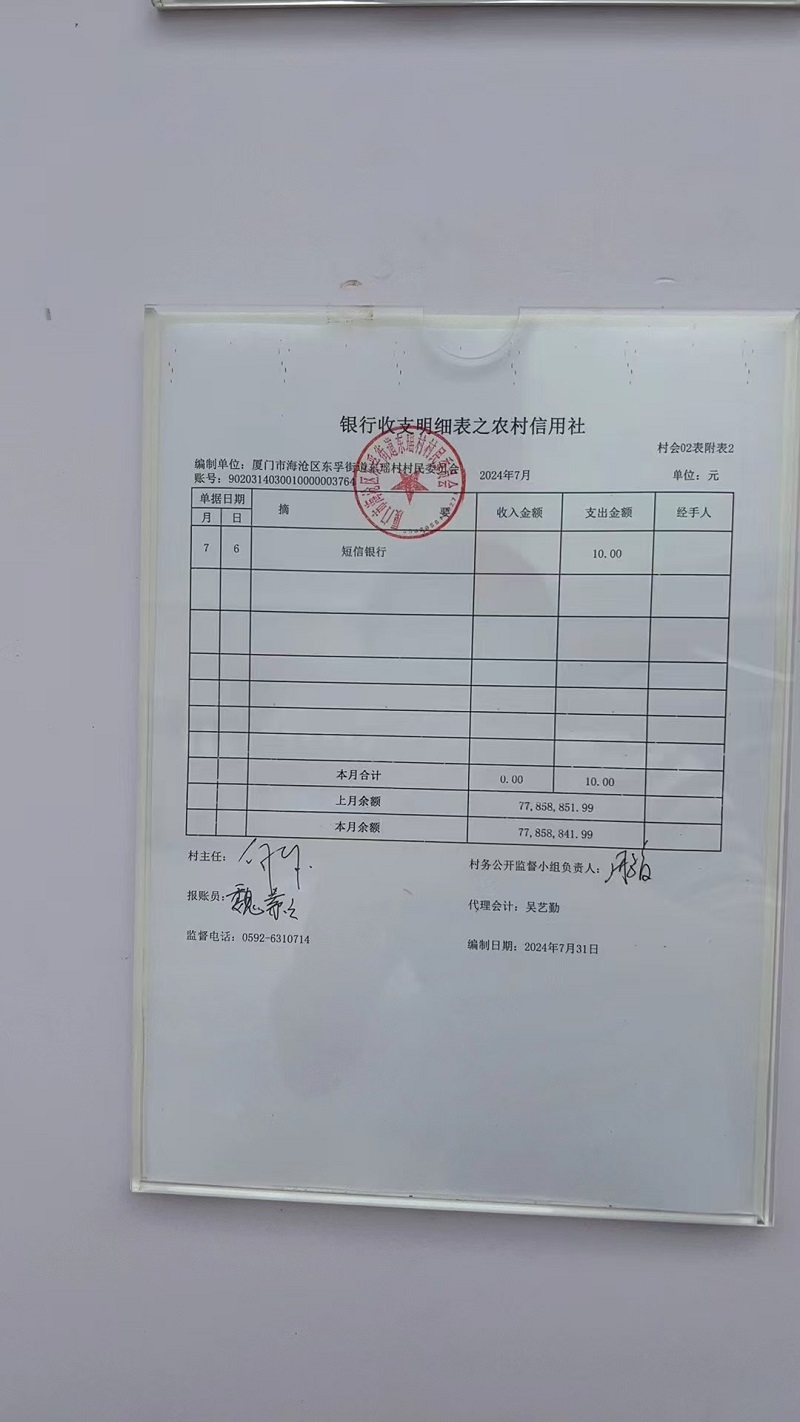 银行收支明细表之农村信用社
村会02表附表2
编制单位：厦门市海沧区东孚街道东瑶村村民委员会 2024年7月 单位：元
账号：9020314030010000003764
单据日期 摘 要 收入金额 支出金额 经手人
月 日
7 6 短信银行 10.00
本月合计 0.00 10.00
上月余额 77,858,851.99
本月余额 77,858,841.99
村主任： 村务公开监督小组负责人：
报账员： 代理会计：吴艺勤
监督电话：0592-6310714 编制日期：2024年7月31日